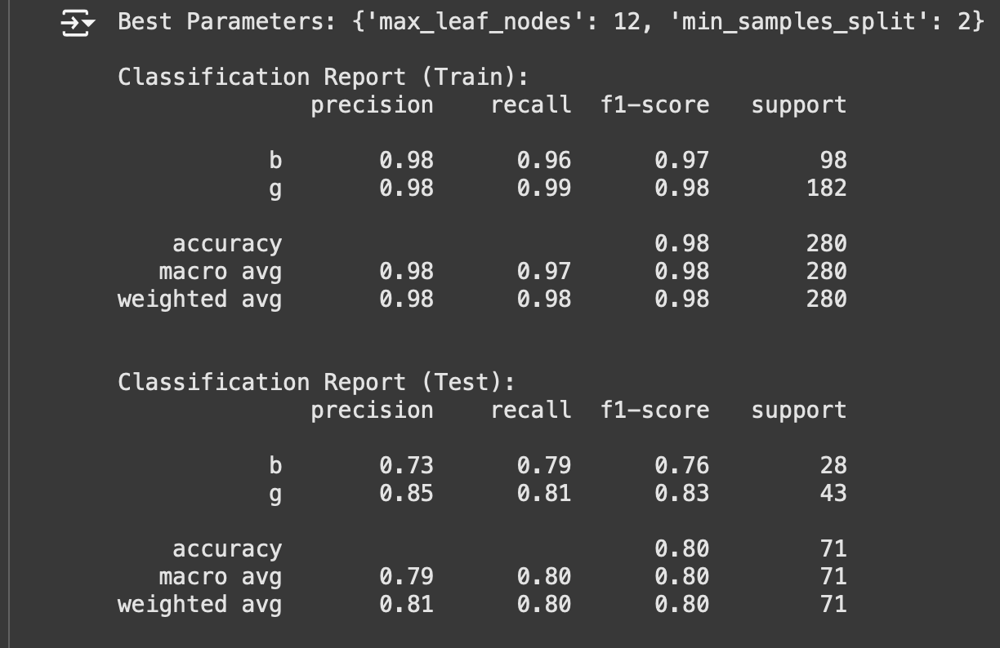 Best Parameters: {'max_leaf_nodes': 12, 'min_samples_split': 2}
Classification Report (Train):
precision recall f1-score support
b 0.98 0.96 0.97 98
g 0.98 0.99 0.98 182
accuracy 0.98 280
macro avg 0.98 0.97 0.98 280
weighted avg 0.98 0.98 0.98 280
Classification Report (Test):
precision recall f1-score support
b 0.73 0.79 0.76 28
g 0.85 0.81 0.83 43
accuracy 0.80 71
macro avg 0.79 0.80 0.80 71
weighted avg 0.81 0.80 0.80 71